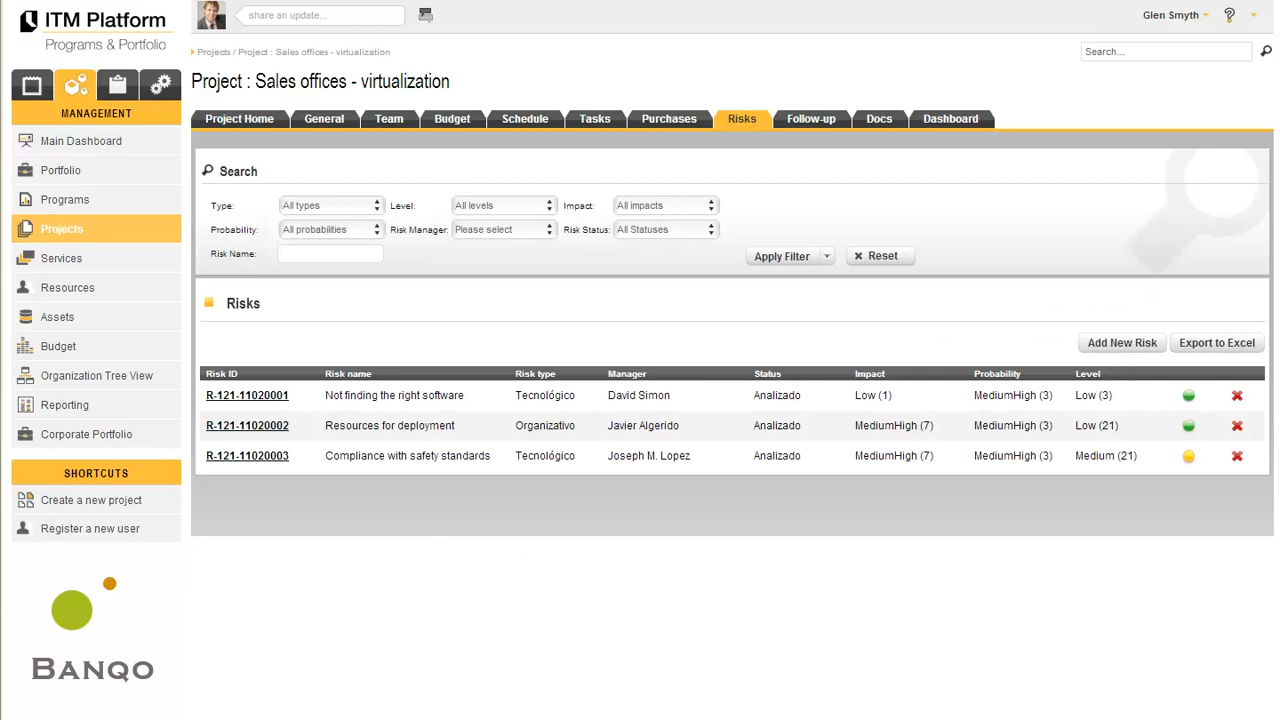 ITM Platform
Programs & Portfolio
share an update...
Glen Smyth
Projects / Project : Sales offices - virtualization
Search...
Project : Sales offices - virtualization
MANAGEMENT
Main Dashboard
Portfolio
Programs
Projects
Services
Resources
Assets
Budget
Organization Tree View
Reporting
Corporate Portfolio
SHORTCUTS
Create a new project
Register a new user
BANQO
Project Home General Team Budget Schedule Tasks Purchases Risks Follow-up Docs Dashboard
Search
Type: All types Level: All levels Impact: All impacts
Probability: All probabilities Risk Manager: Please select Risk Status: All Statuses
Risk Name:
Apply Filter Reset
Risks
Add New Risk Export to Excel
Risk ID Risk name Risk type Manager Status Impact Probability Level
R-121-11020001 Not finding the right software Tecnológico David Simon Analizado Low (1) MediumHigh (3) Low (3)
R-121-11020002 Resources for deployment Organizativo Javier Algerido Analizado MediumHigh (7) MediumHigh (3) Low (21)
R-121-11020003 Compliance with safety standards Tecnológico Joseph M. Lopez Analizado MediumHigh (7) MediumHigh (3) Medium (21)